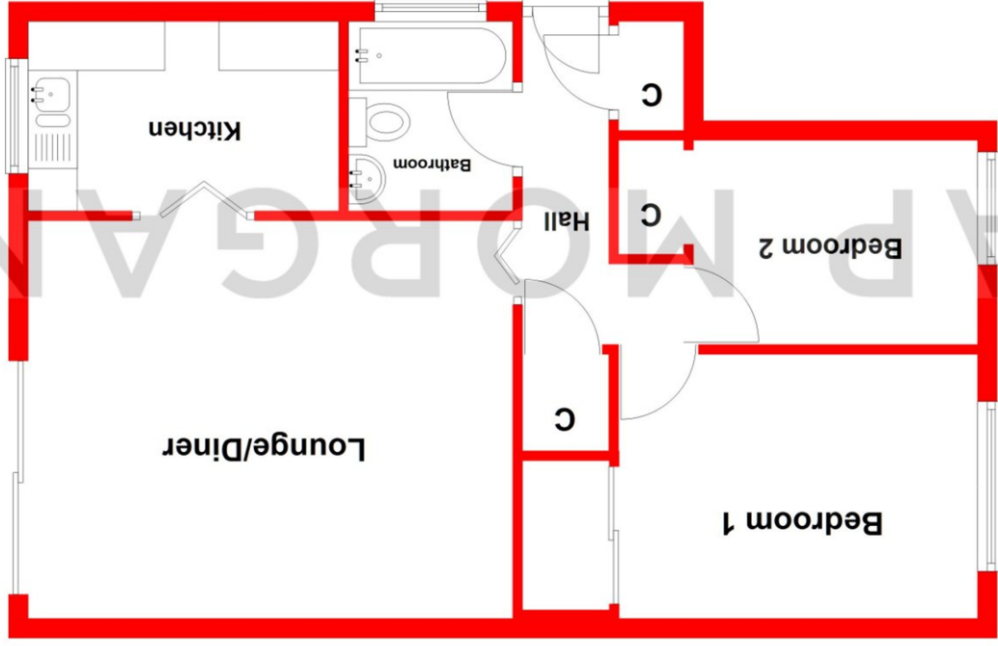 Bedroom 1
Lounge/Diner
C
Bedroom 2
Hall
C
AP MORGAN
Bathroom
Kitchen
C